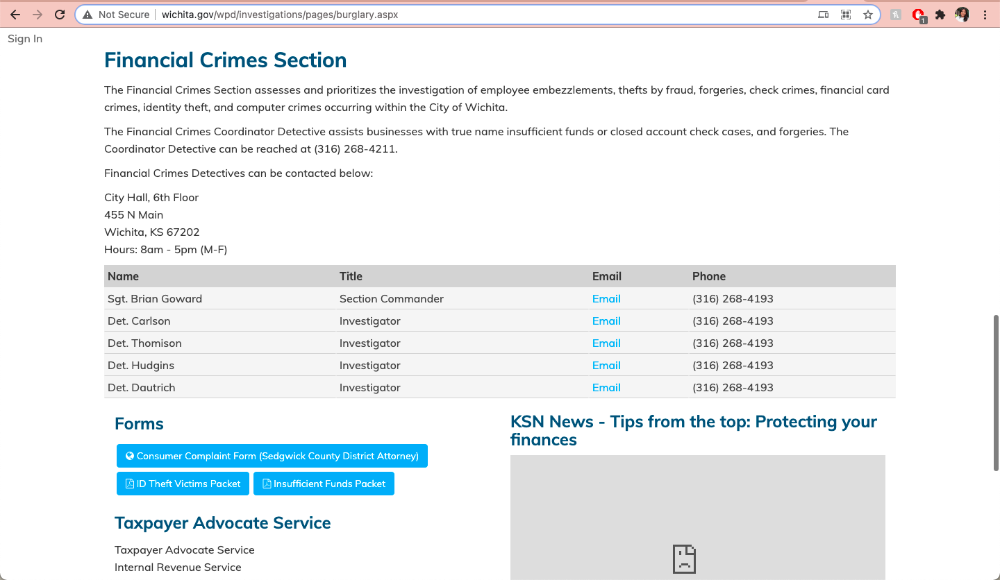 Not Secure | wichita.gov/wpd/investigations/pages/burglary.aspx
1
Sign In
Financial Crimes Section
The Financial Crimes Section assesses and prioritizes the investigation of employee embezzlements, thefts by fraud, forgeries, check crimes, financial card
crimes, identity theft, and computer crimes occurring within the City of Wichita.
The Financial Crimes Coordinator Detective assists businesses with true name insufficient funds or closed account check cases, and forgeries. The
Coordinator Detective can be reached at (316) 268-4211.
Financial Crimes Detectives can be contacted below:
City Hall, 6th Floor
455 N Main
Wichita, KS 67202
Hours: 8am - 5pm (M-F)
Name Title Email Phone
Sgt. Brian Goward Section Commander Email (316) 268-4193
Det. Carlson Investigator Email (316) 268-4193
Det. Thomison Investigator Email (316) 268-4193
Det. Hudgins Investigator Email (316) 268-4193
Det. Dautrich Investigator Email (316) 268-4193
Forms
Consumer Complaint Form (Sedgwick County District Attorney)
ID Theft Victims Packet Insufficient Funds Packet
Taxpayer Advocate Service
Taxpayer Advocate Service
Internal Revenue Service
KSN News - Tips from the top: Protecting your
finances